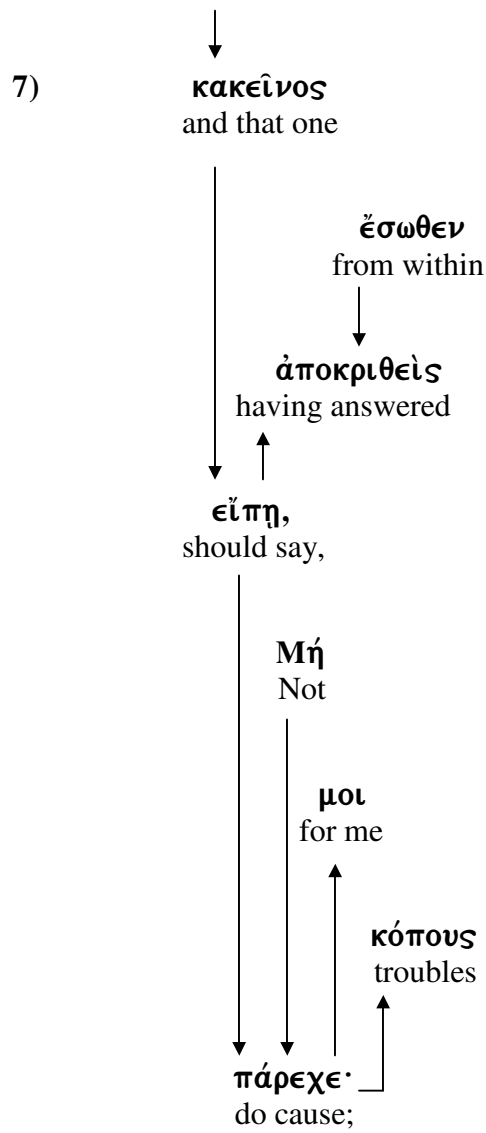 7) κακεῖνος
and that one
ἔσωθεν
from within
ἀποκριθεὶς
having answered
εἴπῃ,
should say,
Μή
Not
μοι
for me
κόπους
troubles
πάρεχε·
do cause;